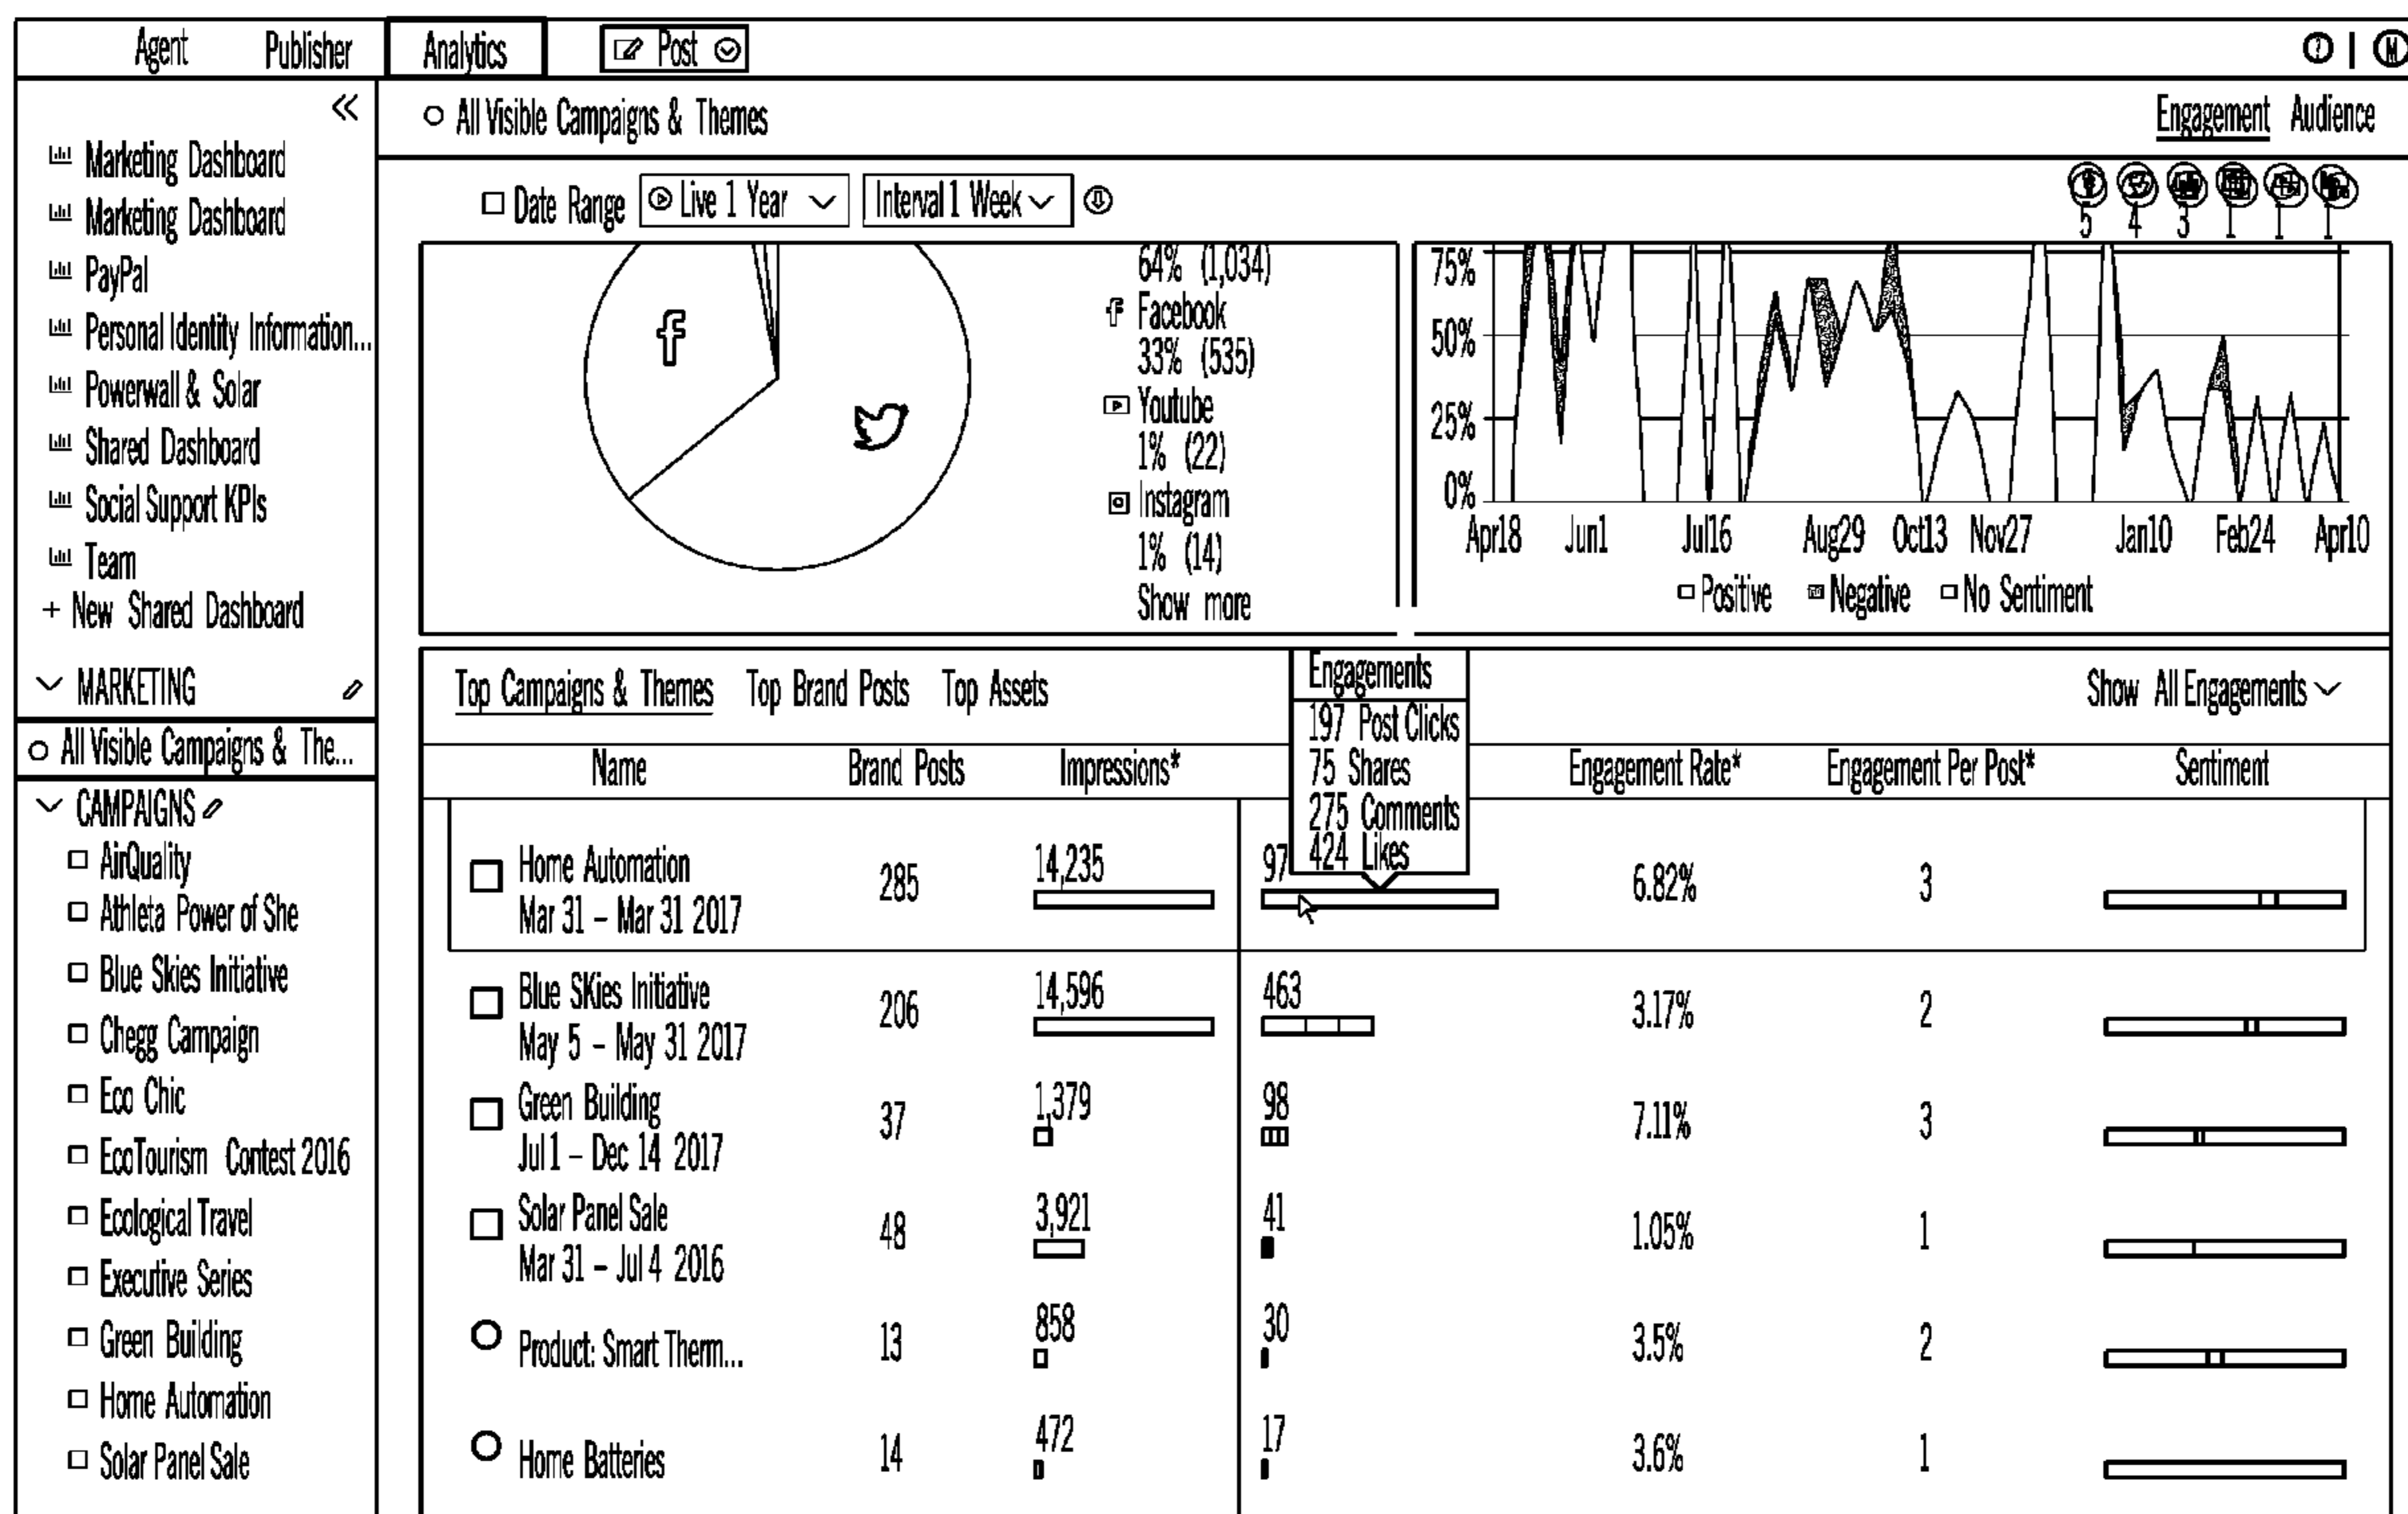 Agent Publisher Analytics Post
Marketing Dashboard
Marketing Dashboard
PayPal
Personal Identity Information...
Powerwall & Solar
Shared Dashboard
Social Support KPIs
Team
+ New Shared Dashboard
MARKETING
All Visible Campaigns & The...
CAMPAIGNS
AirQuality
Athleta Power of She
Blue Skies Initiative
Chegg Campaign
Eco Chic
EcoTourism Contest 2016
Ecological Travel
Executive Series
Green Building
Home Automation
Solar Panel Sale
All Visible Campaigns & Themes
Engagement Audience
Date Range Live 1 Year Interval 1 Week
5 4 3 1 1 1
64% (1,034)
Facebook
33% (535)
Youtube
1% (22)
Instagram
1% (14)
Show more
75%
50%
25%
0%
Apr18 Jun1 Jul16 Aug29 Oct13 Nov27 Jan10 Feb24 Apr10
Positive Negative No Sentiment
Top Campaigns & Themes Top Brand Posts Top Assets
Show All Engagements
Engagements
197 Post Clicks
75 Shares
275 Comments
424 Likes
Name Brand Posts Impressions* Engagement Rate* Engagement Per Post* Sentiment
Home Automation
Mar 31 – Mar 31 2017
285 14,235 97 6.82% 3
Blue SKies Initiative
May 5 – May 31 2017
206 14,596 463 3.17% 2
Green Building
Jul 1 – Dec 14 2017
37 1,379 98 7.11% 3
Solar Panel Sale
Mar 31 – Jul 4 2016
48 3,921 41 1.05% 1
Product: Smart Therm...
13 858 30 3.5% 2
Home Batteries
14 472 17 3.6% 1